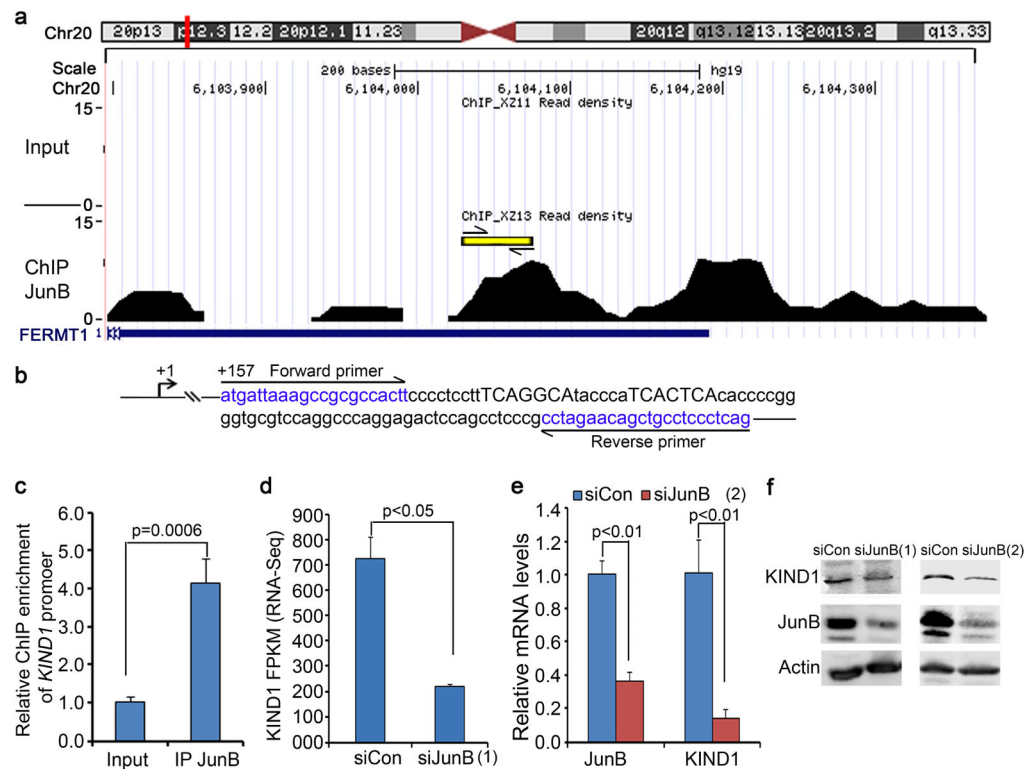 a
Chr20 20p13 p12.3 12.2 20p12.1 11.23 20q12 q13.12 13.13 20q13.2 q13.33
Scale 200 bases hg19
Chr20 6,103,900 6,104,000 6,104,100 6,104,200 6,104,300
15 ChIP_XZ11 Read density
Input
0
15 ChIP_XZ13 Read density
ChIP
JunB
0
FERMT1 1
b
+1 +157 Forward primer
atgattaaagccgcgccacttcccctccttTCAGGCAtacccaTCACTCAcaccccgg
ggtgcgtccaggcccaggagactccagcctcccgcctagaacagctgcctccctcag
Reverse primer
c
Relative ChIP enrichment
of KIND1 promoer
6.0
5.0
4.0
3.0
2.0
1.0
0.0
p=0.0006
Input IP JunB
d
KIND1 FPKM (RNA-Seq)
900
800
700
600
500
400
300
200
100
000
p<0.05
siCon siJunB(1)
e
siCon siJunB (2)
Relative mRNA levels
1.4
1.2
1.0
0.8
0.6
0.4
0.2
0.0
p<0.01 p<0.01
JunB KIND1
f
siCon siJunB(1) siCon siJunB(2)
KIND1
JunB
Actin